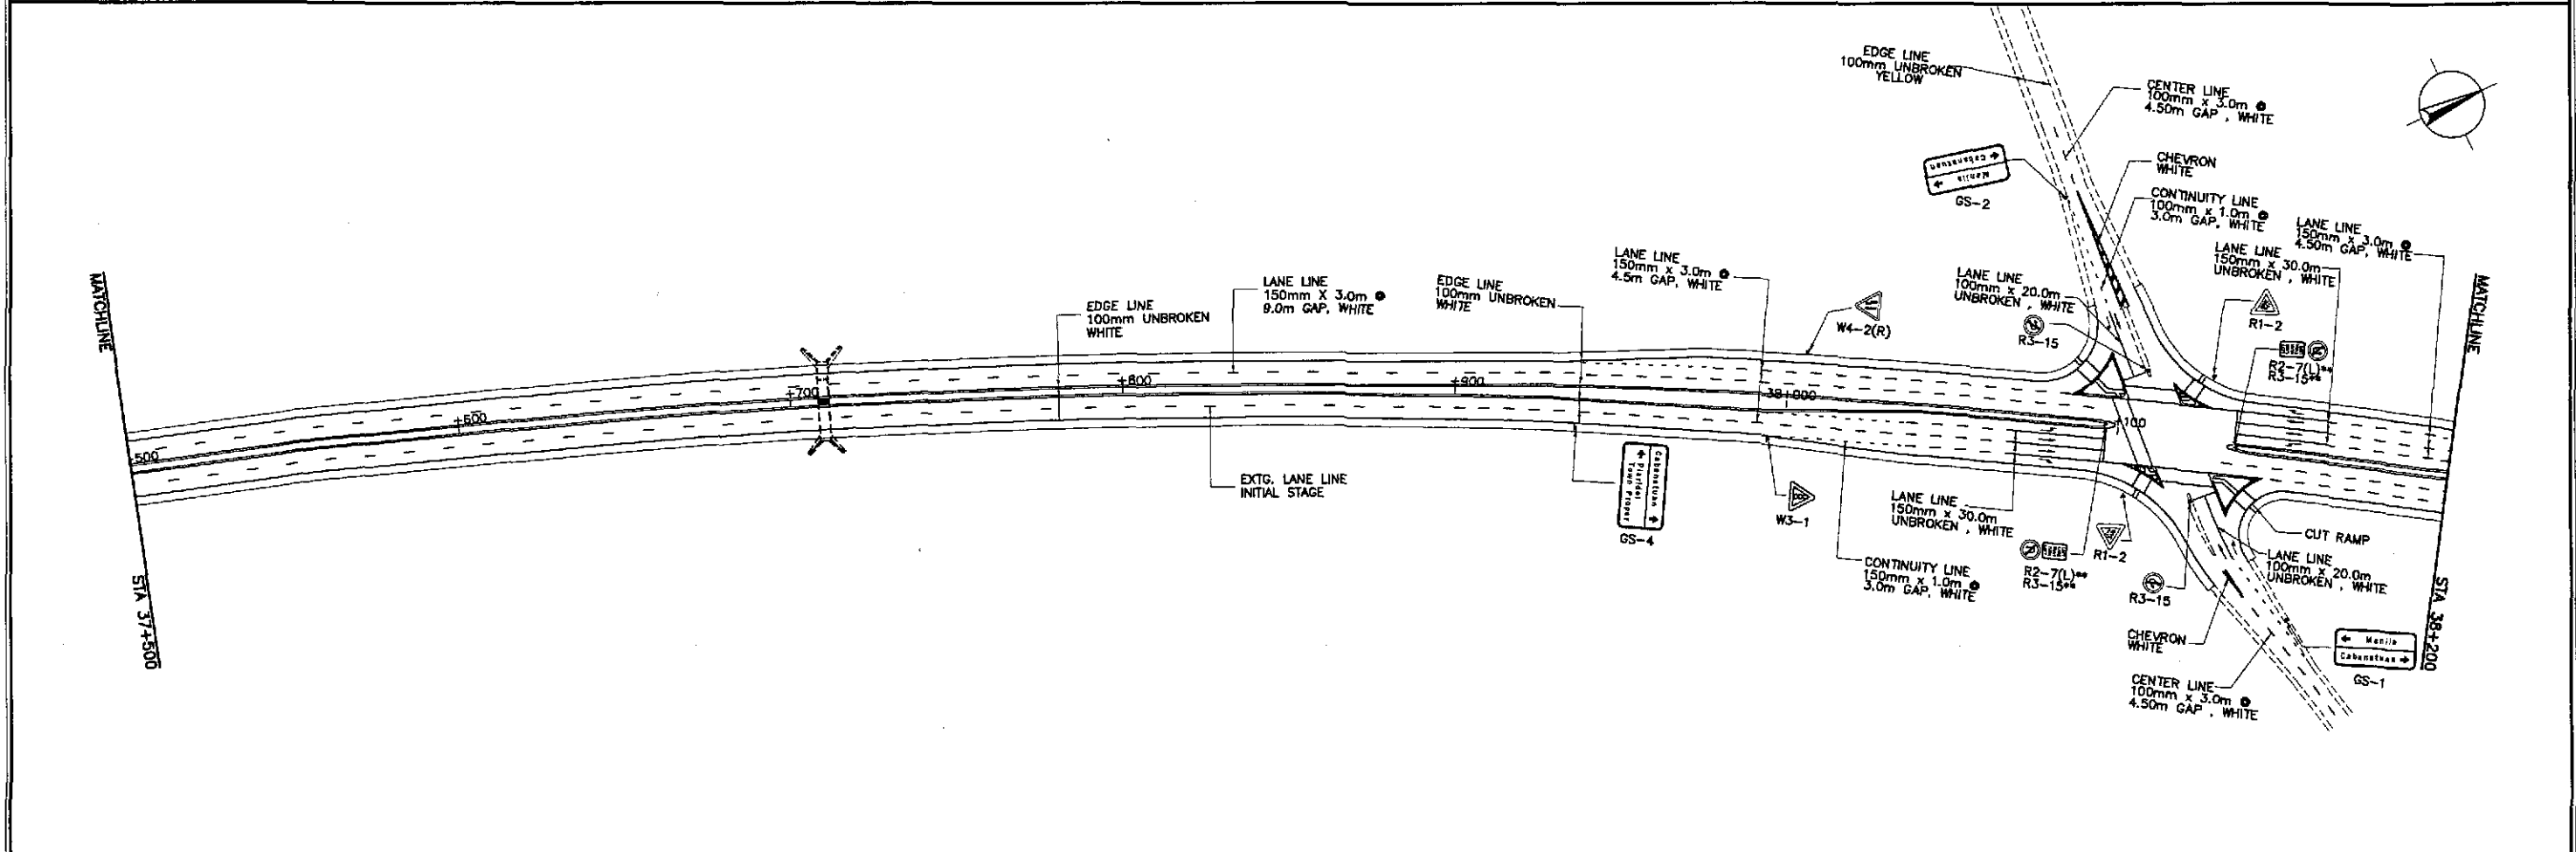 EDGE LINE
100mm UNBROKEN
YELLOW
CENTER LINE
100mm x 3.0m @
4.50m GAP , WHITE
CHEVRON
WHITE
CONTINUITY LINE
100mm x 1.0m @
3.0m GAP, WHITE
LANE LINE
150mm x 3.0m @
4.50m GAP, WHITE
LANE LINE
150mm x 30.0m
UNBROKEN , WHITE
Cabanatuan
Manila
GS-2
LANE LINE
100mm x 20.0m
UNBROKEN , WHITE
R3-15
R1-2
R2-7(L)**
R3-15**
MATCHLINE
MATCHLINE
LANE LINE
150mm x 3.0m @
4.5m GAP, WHITE
W4-2(R)
EDGE LINE
100mm UNBROKEN
WHITE
LANE LINE
150mm X 3.0m @
9.0m GAP, WHITE
EDGE LINE
100mm UNBROKEN
WHITE
500
+600
+700
+800
+900
38+000
+100
EXTG. LANE LINE
INITIAL STAGE
Cabanatuan
Plaridel
Town Proper
GS-4
W3-1
LANE LINE
150mm x 30.0m
UNBROKEN , WHITE
CONTINUITY LINE
150mm x 1.0m @
3.0m GAP, WHITE
R2-7(L)**
R3-15**
R1-2
R3-15
CUT RAMP
LANE LINE
100mm x 20.0m
UNBROKEN , WHITE
CHEVRON
WHITE
Manila
Cabanatuan
GS-1
CENTER LINE
100mm x 3.0m @
4.50m GAP , WHITE
STA 37+500
STA 38+200